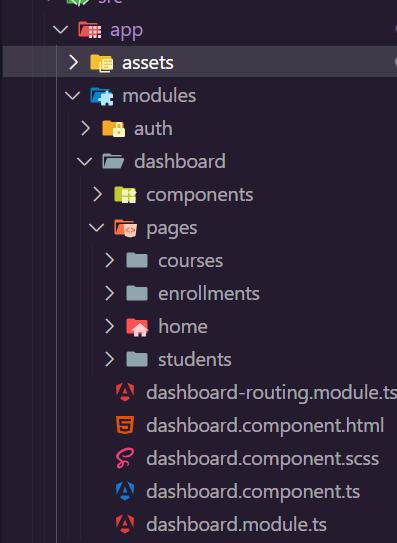 src
app
assets
modules
auth
dashboard
components
pages
courses
enrollments
home
students
dashboard-routing.module.ts
dashboard.component.html
dashboard.component.scss
dashboard.component.ts
dashboard.module.ts